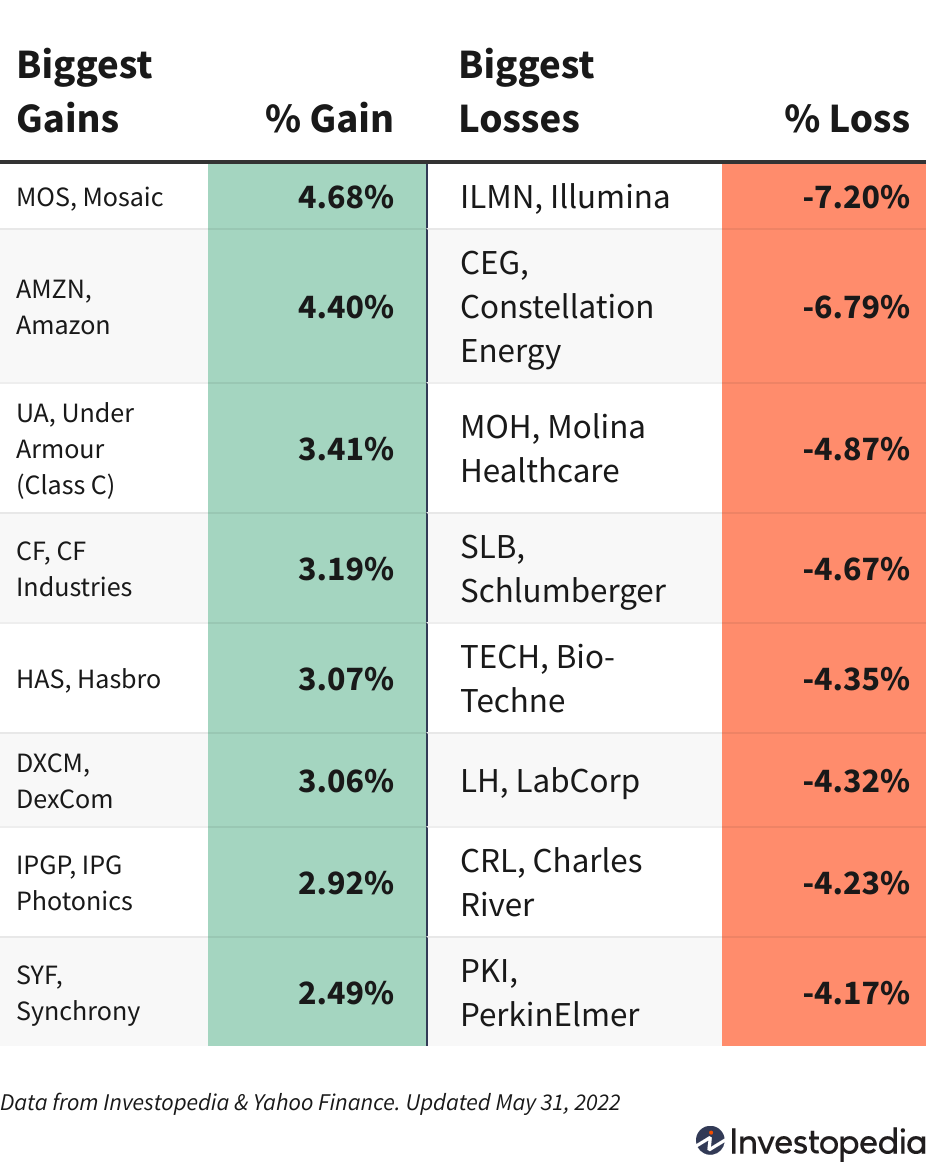 Biggest
Gains
% Gain
Biggest
Losses
% Loss
MOS, Mosaic
4.68%
ILMN, Illumina
-7.20%
AMZN,
Amazon
4.40%
CEG,
Constellation
Energy
-6.79%
UA, Under
Armour
(Class C)
3.41%
MOH, Molina
Healthcare
-4.87%
CF, CF
Industries
3.19%
SLB,
Schlumberger
-4.67%
HAS, Hasbro
3.07%
TECH, Bio-
Techne
-4.35%
DXCM,
DexCom
3.06%
LH, LabCorp
-4.32%
IPGP, IPG
Photonics
2.92%
CRL, Charles
River
-4.23%
SYF,
Synchrony
2.49%
PKI,
PerkinElmer
-4.17%
Data from Investopedia & Yahoo Finance. Updated May 31, 2022
Investopedia